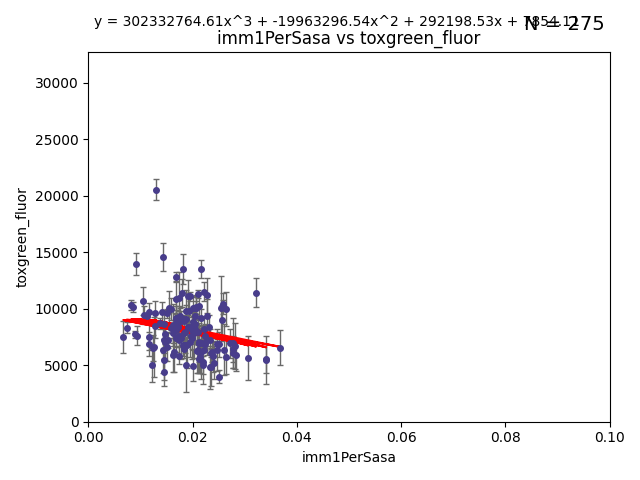 y = 302332764.61x^3 + -19963296.54x^2 + 292198.53x + 7854.11
N = 275
imm1PerSasa vs toxgreen_fluor
30000
25000
20000
15000
10000
5000
0
toxgreen_fluor
0.00 0.02 0.04 0.06 0.08 0.10
imm1PerSasa